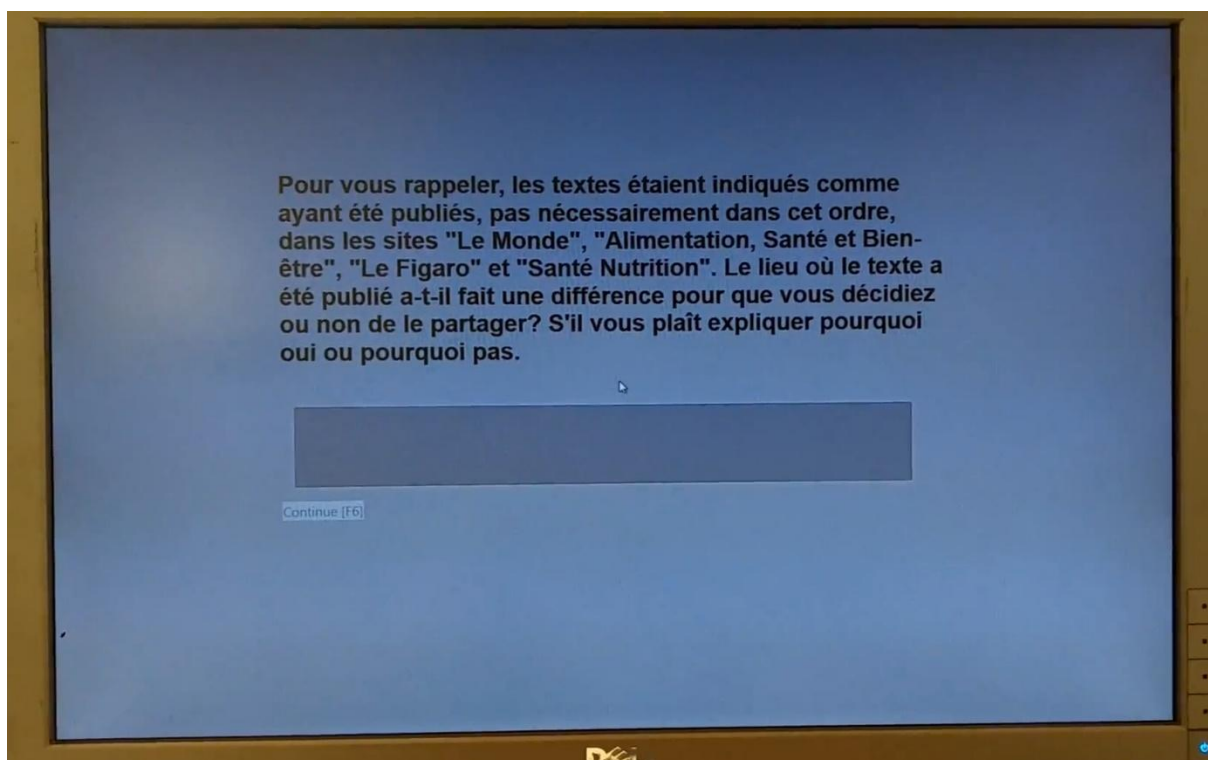 Pour vous rappeler, les textes étaient indiqués comme
ayant été publiés, pas nécessairement dans cet ordre,
dans les sites "Le Monde", "Alimentation, Santé et Bien-
être", "Le Figaro" et "Santé Nutrition". Le lieu où le texte a
été publié a-t-il fait une différence pour que vous décidiez
ou non de le partager? S'il vous plaît expliquer pourquoi
oui ou pourquoi pas.
Continue [F6]